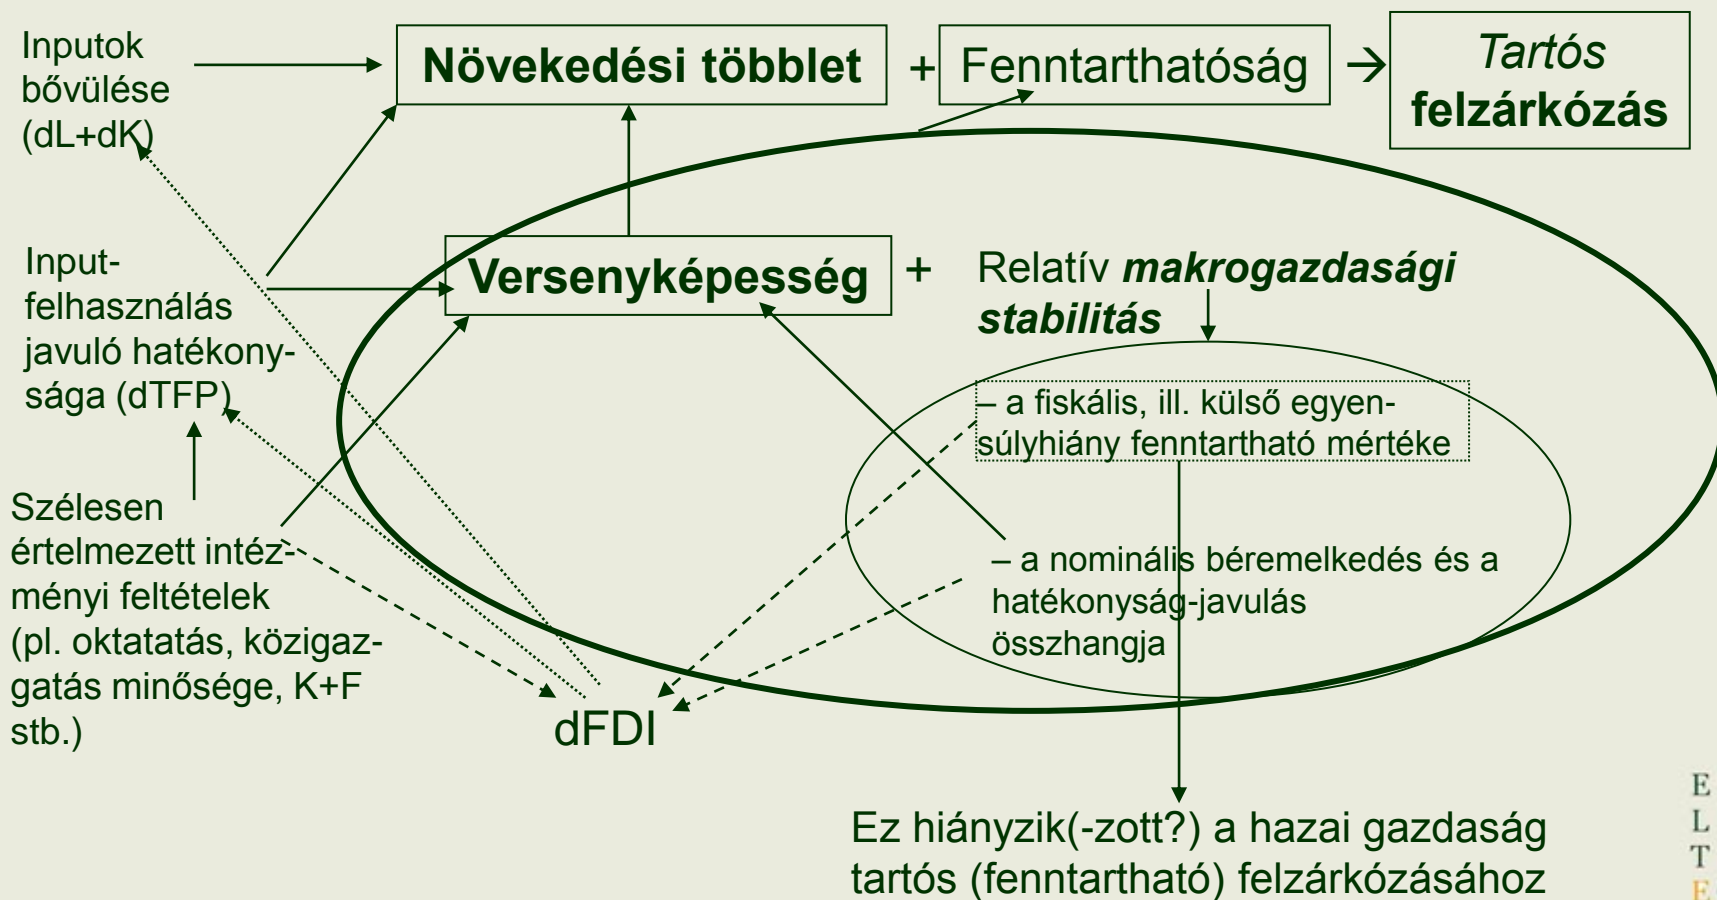 Inputok
bővülése
(dL+dK)
Növekedési többlet
+
Fenntarthatóság
→
Tartós
felzárkózás
Input-
felhasználás
javuló hatékony-
sága (dTFP)
Versenyképesség
+
Relatív makrogazdasági
stabilitás
– a fiskális, ill. külső egyen-
súlyhiány fenntartható mértéke
Szélesen
értelmezett intéz-
ményi feltételek
(pl. oktatatás, közigaz-
gatás minősége, K+F
stb.)
– a nominális béremelkedés és a
hatékonyság-javulás
összhangja
dFDI
Ez hiányzik(-zott?) a hazai gazdaság
tartós (fenntartható) felzárkózásához
E
L
T
E